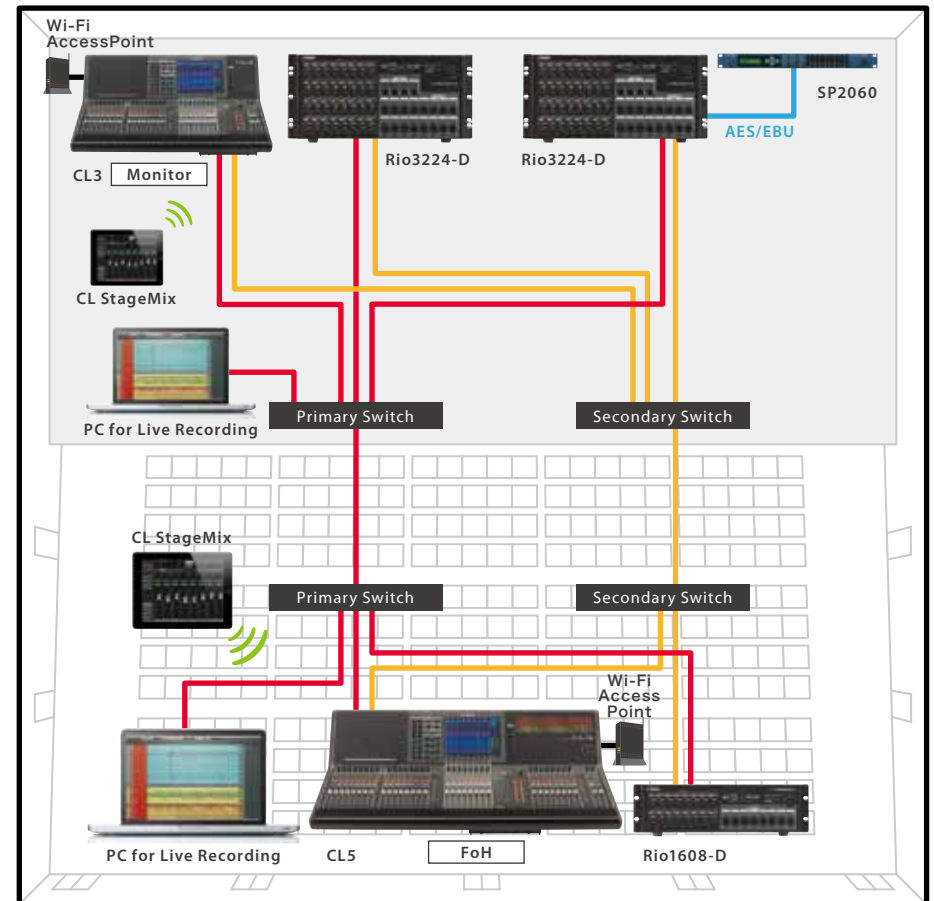 Wi-Fi
AccessPoint
SP2060
AES/EBU
Rio3224-D
Rio3224-D
CL3
Monitor
CL StageMix
PC for Live Recording
Primary Switch
Secondary Switch
CL StageMix
Primary Switch
Secondary Switch
Wi-Fi
Access
Point
PC for Live Recording
CL5
FoH
Rio1608-D